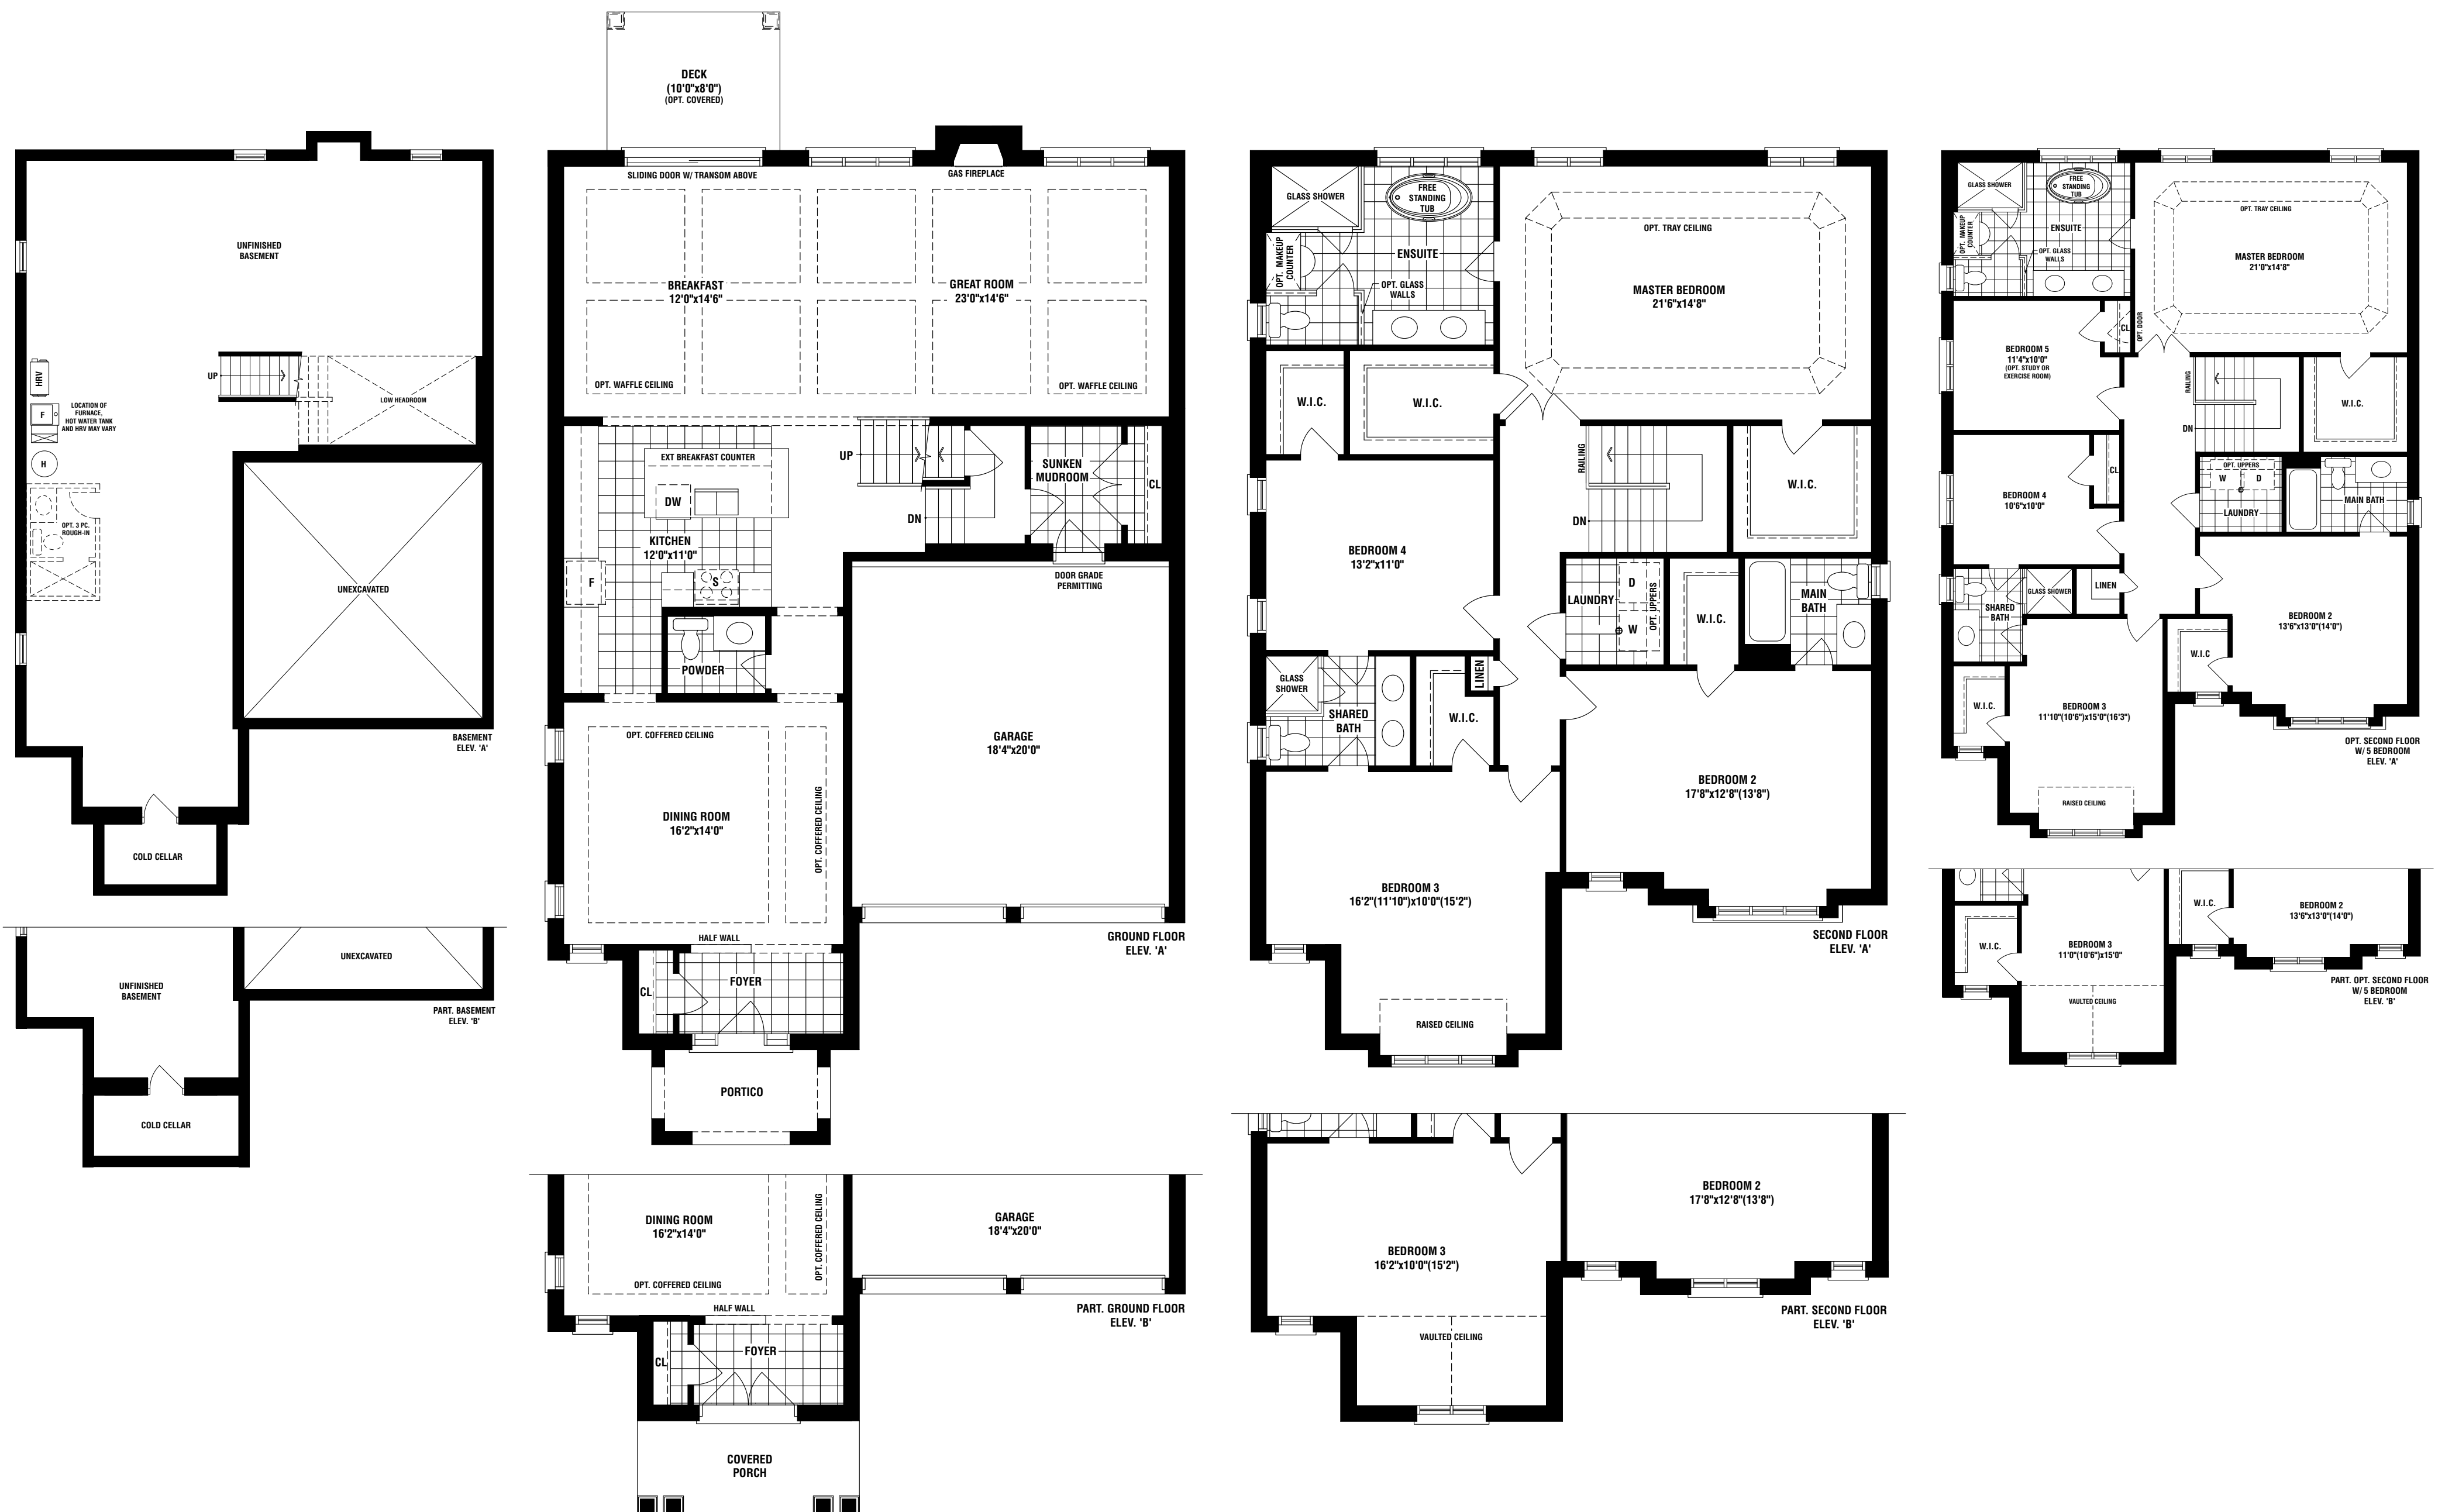 UNFINISHED
BASEMENT
UP
LOW HEADROOM
HRV
F
LOCATION OF
FURNACE,
HOT WATER TANK
AND HRV MAY VARY
H
OPT. 3 PC.
ROUGH-IN
UNEXCAVATED
BASEMENT
ELEV. 'A'
COLD CELLAR
UNEXCAVATED
UNFINISHED
BASEMENT
PART. BASEMENT
ELEV. 'B'
COLD CELLAR
DECK
(10'0"x8'0")
(OPT. COVERED)
SLIDING DOOR W/ TRANSOM ABOVE
GAS FIREPLACE
BREAKFAST
12'0"x14'6"
GREAT ROOM
23'0"x14'6"
OPT. WAFFLE CEILING
OPT. WAFFLE CEILING
EXT BREAKFAST COUNTER
UP
SUNKEN
MUDROOM
CL
DW
DN
KITCHEN
12'0"x11'0"
F
S
DOOR GRADE
PERMITTING
POWDER
OPT. COFFERED CEILING
GARAGE
18'4"x20'0"
DINING ROOM
16'2"x14'0"
OPT. COFFERED CEILING
HALF WALL
GROUND FLOOR
ELEV. 'A'
CL
FOYER
PORTICO
DINING ROOM
16'2"x14'0"
OPT. COFFERED CEILING
GARAGE
18'4"x20'0"
OPT. COFFERED CEILING
HALF WALL
PART. GROUND FLOOR
ELEV. 'B'
CL
FOYER
COVERED
PORCH
GLASS SHOWER
FREE
STANDING
TUB
OPT. TRAY CEILING
OPT. MAKEUP
COUNTER
ENSUITE
OPT. GLASS
WALLS
MASTER BEDROOM
21'6"x14'8"
W.I.C.
W.I.C.
RAILING
W.I.C.
DN
BEDROOM 4
13'2"x11'0"
LAUNDRY
D
W
OPT. UPPERS
W.I.C.
MAIN
BATH
GLASS
SHOWER
LINEN
SHARED
BATH
W.I.C.
BEDROOM 2
17'8"x12'8"(13'8")
BEDROOM 3
16'2"(11'10")x10'0"(15'2")
SECOND FLOOR
ELEV. 'A'
RAISED CEILING
BEDROOM 2
17'8"x12'8"(13'8")
BEDROOM 3
16'2"x10'0"(15'2")
PART. SECOND FLOOR
ELEV. 'B'
VAULTED CEILING
GLASS SHOWER
FREE
STANDING
TUB
OPT. TRAY CEILING
OPT. MAKEUP
COUNTER
ENSUITE
OPT. GLASS
WALLS
MASTER BEDROOM
21'0"x14'8"
CL
OPT. DOOR
BEDROOM 5
11'4"x10'0"
(OPT. STUDY OR
EXERCISE ROOM)
RAILING
W.I.C.
DN
CL
OPT. UPPERS
W
D
BEDROOM 4
10'6"x10'0"
LAUNDRY
MAIN BATH
LINEN
GLASS SHOWER
SHARED
BATH
BEDROOM 2
13'6"x13'0"(14'0")
W.I.C
W.I.C.
BEDROOM 3
11'10"(10'6")x15'0"(16'3")
OPT. SECOND FLOOR
W/ 5 BEDROOM
ELEV. 'A'
RAISED CEILING
W.I.C.
BEDROOM 2
13'6"x13'0"(14'0")
W.I.C.
BEDROOM 3
11'0"(10'6")x15'0"
PART. OPT. SECOND FLOOR
W/ 5 BEDROOM
ELEV. 'B'
VAULTED CEILING